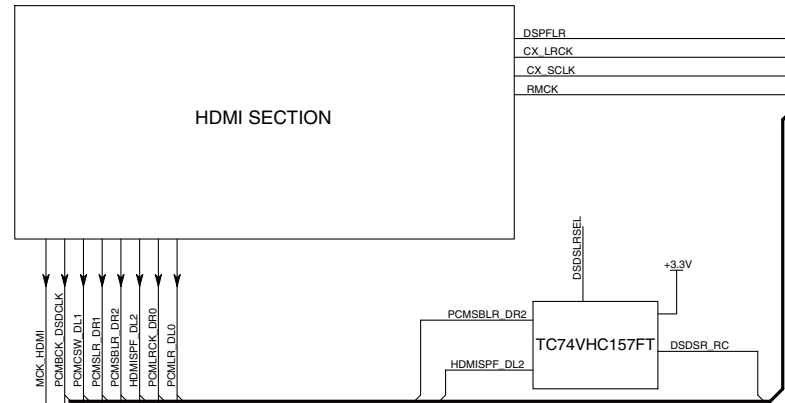 DSPFLR
CX_LRCK
CX_SCLK
RMCK
HDMI SECTION
MCK_HDMI
PCMBCK_DSDCLK
PCMCSW_DL1
PCMSLR_DR1
PCMSBLR_DR2
HDMISPF_DL2
PCMLRCK_DR0
PCMLR_DL0
DSDSLRSEL
+3.3V
PCMSBLR_DR2
TC74VHC157FT
DSDSR_RC
HDMISPF_DL2